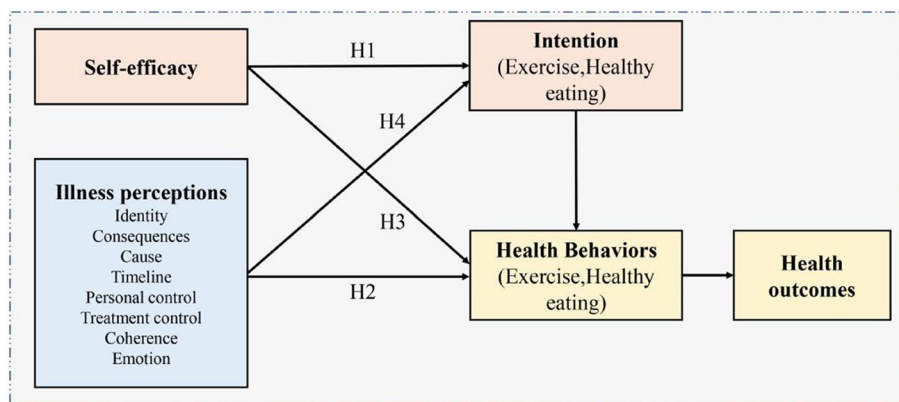 Self-efficacy
H1
Intention
(Exercise,Healthy
eating)
H4
Illness perceptions
Identity
Consequences
Cause
Timeline
Personal control
Treatment control
Coherence
Emotion
H3
H2
Health Behaviors
(Exercise,Healthy
eating)
Health
outcomes